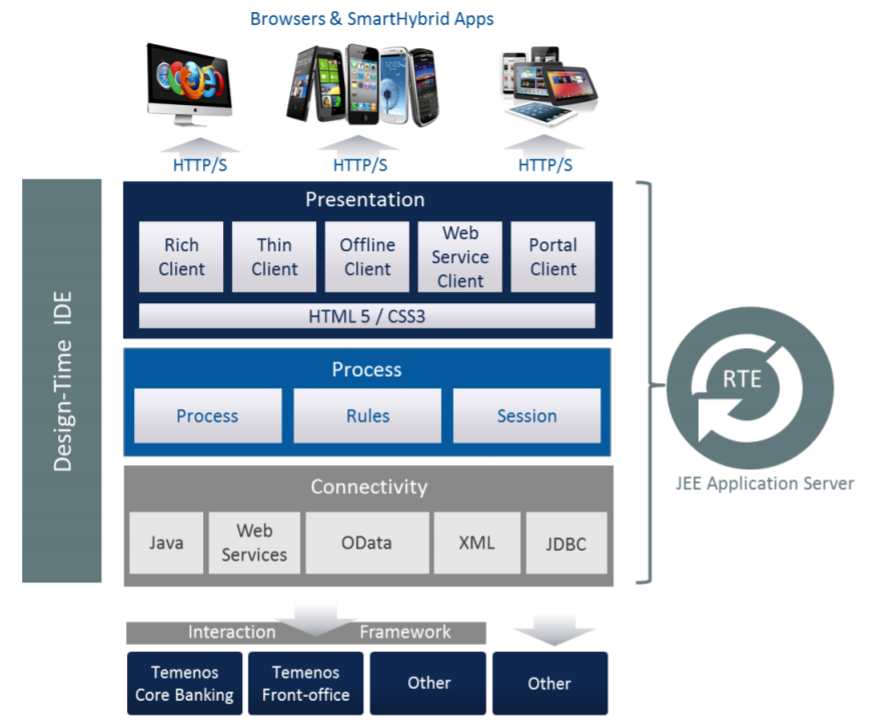 Browsers & SmartHybrid Apps
HTTP/S
HTTP/S
HTTP/S
Design-Time IDE
Presentation
Rich
Client
Thin
Client
Offline
Client
Web
Service
Client
Portal
Client
HTML 5 / CSS3
Process
Process
Rules
Session
Connectivity
Java
Web
Services
OData
XML
JDBC
RTE
JEE Application Server
Interaction Framework
Temenos
Core Banking
Temenos
Front-office
Other
Other